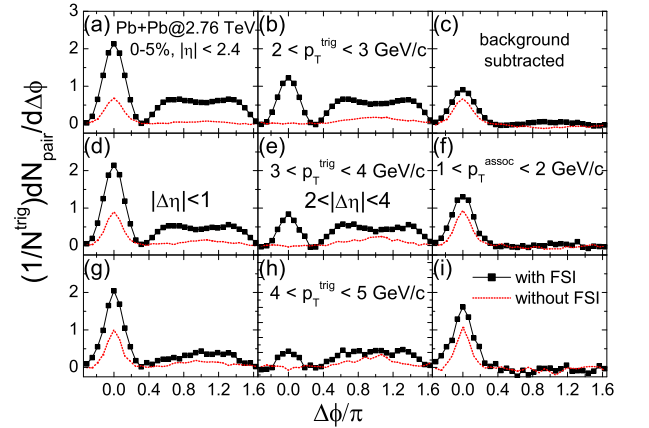 (a) Pb+Pb@2.76 TeV
0-5%, |η| < 2.4
(b) 2 < p_T^trig < 3 GeV/c
(c) background
subtracted
(d) |Δη|<1
(e) 3 < p_T^trig < 4 GeV/c
2<|Δη|<4
(f) 1 < p_T^assoc < 2 GeV/c
(g)
(h) 4 < p_T^trig < 5 GeV/c
(i) with FSI
without FSI
(1/N^trig)dN_pair/dΔφ
2
1
0
2
1
0
2
1
0
0.0 0.4 0.8 1.2 1.6 0.0 0.4 0.8 1.2 1.6 0.0 0.4 0.8 1.2 1.6
Δφ/π